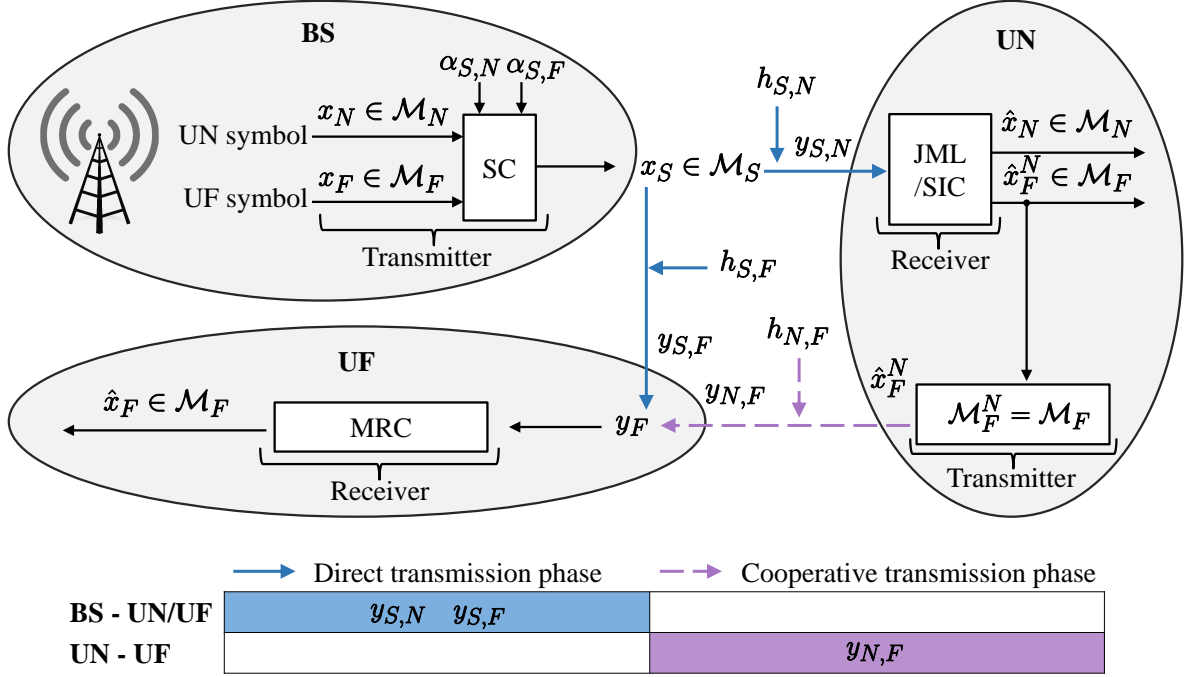 BS
α_{S,N} α_{S,F}
UN symbol
x_N ∈ M_N
UF symbol
x_F ∈ M_F
SC
Transmitter
x_S ∈ M_S
h_{S,N}
y_{S,N}
UN
JML
/SIC
x̂_N ∈ M_N
x̂_F^N ∈ M_F
Receiver
h_{S,F}
y_{S,F}
h_{N,F}
y_{N,F}
x̂_F^N
M_F^N = M_F
Transmitter
UF
x̂_F ∈ M_F
MRC
y_F
Receiver
Direct transmission phase
Cooperative transmission phase
BS - UN/UF
y_{S,N} y_{S,F}
UN - UF
y_{N,F}